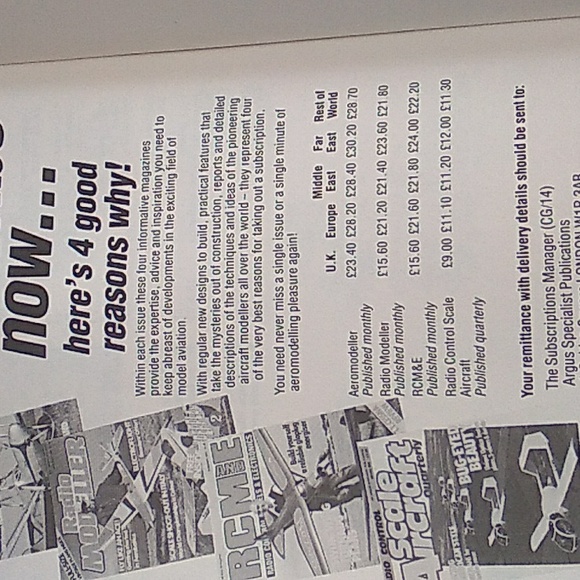 now...
here's 4 good
reasons why!
Within each issue these four informative magazines
provide the expertise, advice and inspiration you need to
keep abreast of developments in the exciting field of
model aviation.
With regular new designs to build, practical features that
take the mysteries out of construction, reports and detailed
descriptions of the techniques and ideas of the pioneering
aircraft modellers all over the world – they represent four
of the very best reasons for taking out a subscription.
You need never miss a single issue or a single minute of
aeromodelling pleasure again!
Middle Far Rest of
U.K. Europe East East World
Aeromodeller £23.40 £28.20 £28.40 £30.20 £28.70
Published monthly
Radio Modeller £15.60 £21.20 £21.40 £23.60 £21.80
Published monthly
RCM&E £15.60 £21.60 £21.80 £24.00 £22.20
Published monthly
Radio Control Scale £9.00 £11.10 £11.20 £12.00 £11.30
Aircraft
Published quarterly
Your remittance with delivery details should be sent to:
The Subscriptions Manager (CG/14)
Argus Specialist Publications
Radio
MODELLER
RCM&E
RADIO CONTROL
scale
aircraft
quarterly
BUG-EYED
BEAUTY